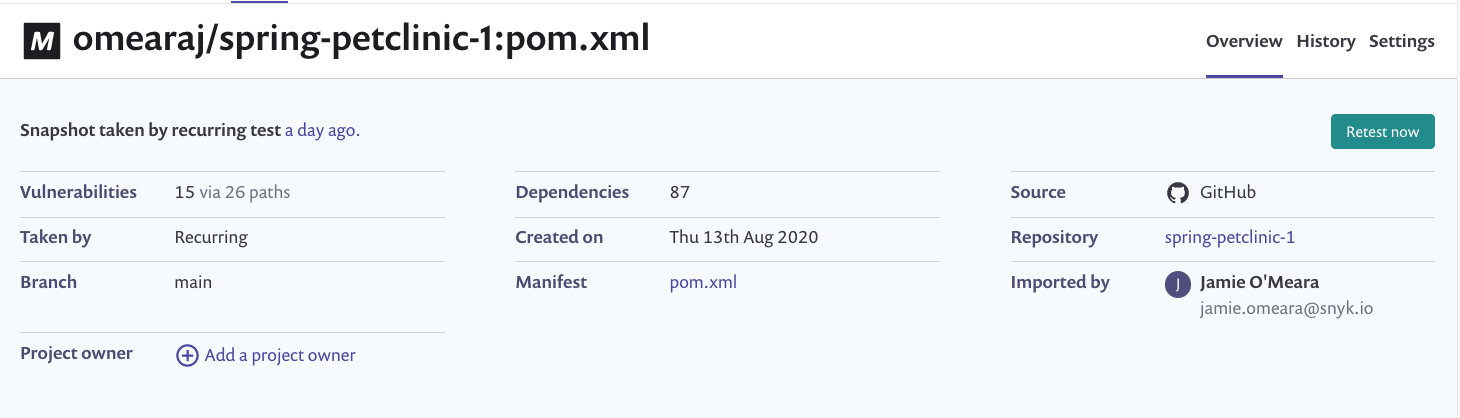 M omearaj/spring-petclinic-1:pom.xml
Overview History Settings
Snapshot taken by recurring test a day ago.
Retest now
Vulnerabilities 15 via 26 paths
Dependencies 87
Source GitHub
Taken by Recurring
Created on Thu 13th Aug 2020
Repository spring-petclinic-1
Branch main
Manifest pom.xml
Imported by J Jamie O'Meara
jamie.omeara@snyk.io
Project owner Add a project owner